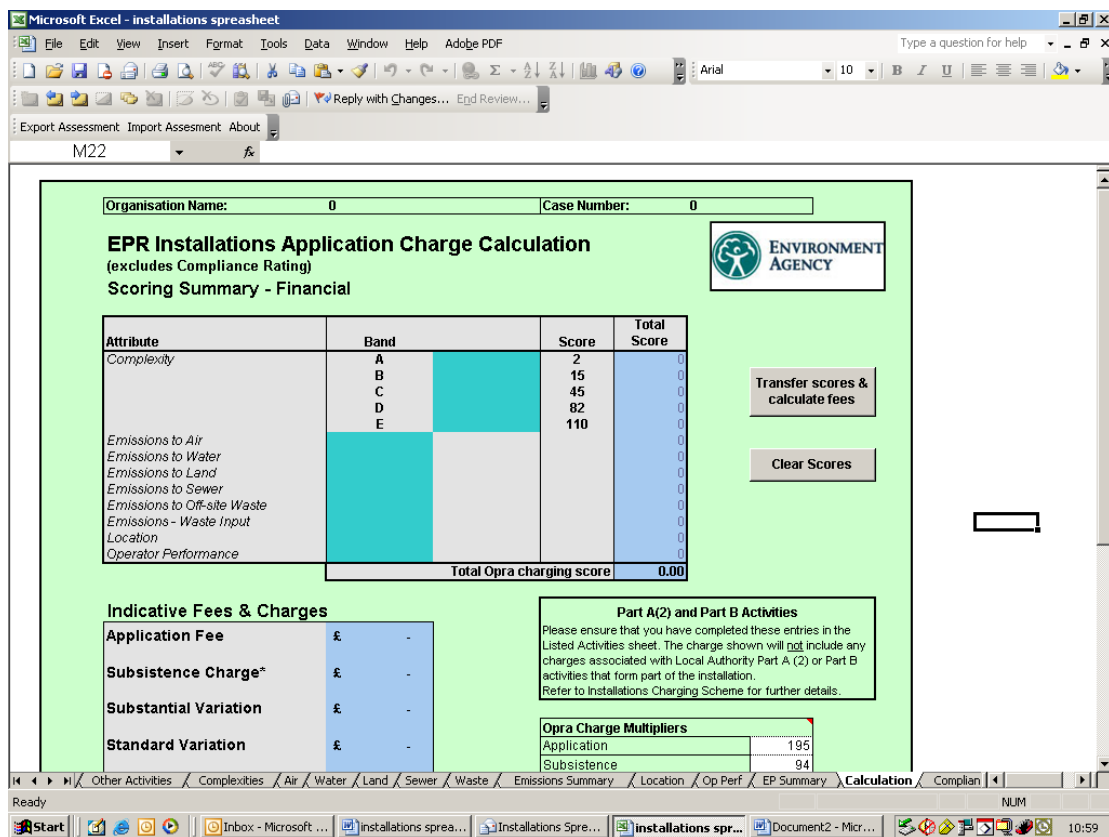 Microsoft Excel - installations spreasheet
File Edit View Insert Format Tools Data Window Help Adobe PDF
Type a question for help
Arial 10 B I U
Reply with Changes... End Review...
Export Assessment Import Assesment About
M22 fx
Organisation Name: 0 Case Number: 0
EPR Installations Application Charge Calculation
(excludes Compliance Rating)
Scoring Summary - Financial
ENVIRONMENT
AGENCY
Total
Attribute Band Score Score
Complexity A 2 0
B 15 0
C 45 0
D 82 0
E 110 0
Emissions to Air 0
Emissions to Water 0
Emissions to Land 0
Emissions to Sewer 0
Emissions to Off-site Waste 0
Emissions - Waste Input 0
Location 0
Operator Performance 0
Total Opra charging score 0.00
Transfer scores &
calculate fees
Clear Scores
Indicative Fees & Charges
Application Fee £ -
Subsistence Charge* £ -
Substantial Variation £ -
Standard Variation £ -
Part A(2) and Part B Activities
Please ensure that you have completed these entries in the
Listed Activities sheet. The charge shown will not include any
charges associated with Local Authority Part A (2) or Part B
activities that form part of the installation.
Refer to Installations Charging Scheme for further details.
Opra Charge Multipliers
Application 195
Subsistence 94
Other Activities Complexities Air Water Land Sewer Waste Emissions Summary Location Op Perf EP Summary Calculation Complian
Ready NUM
Start Inbox - Microsoft ... installations sprea... Installations Spre... installations spr... Document2 - Micr... 10:59